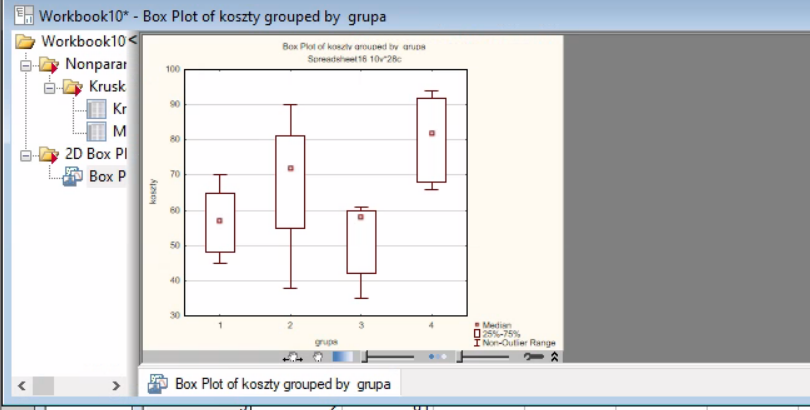 Workbook10* - Box Plot of koszty grouped by grupa
Workbook10
Nonparar
Krusk
Kr
M
2D Box Pl
Box P
Box Plot of koszty grouped by grupa
Spreadsheet16 10v*28c
100
90
80
70
60
50
40
30
koszty
1 2 3 4
grupa
Median
25%-75%
Non-Outlier Range
Box Plot of koszty grouped by grupa